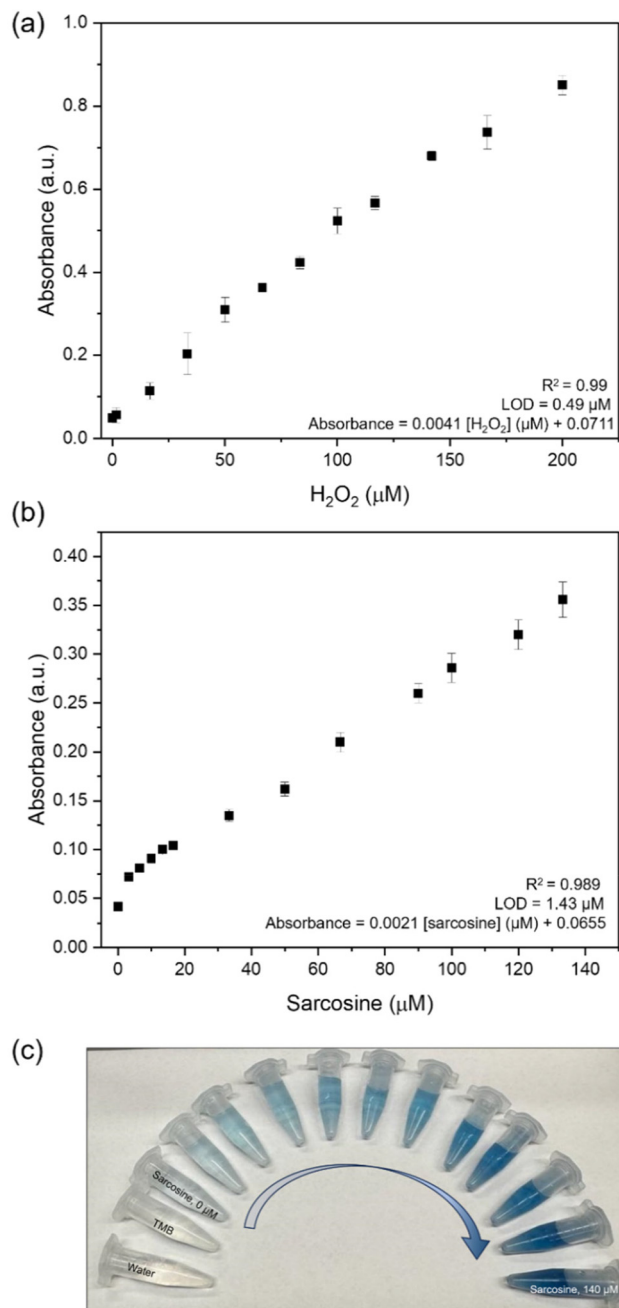 (a)
1.0
0.8
0.6
0.4
0.2
0.0
Absorbance (a.u.)
R² = 0.99
LOD = 0.49 µM
Absorbance = 0.0041 [H₂O₂] (µM) + 0.0711
0 50 100 150 200
H₂O₂ (µM)
(b)
0.40
0.35
0.30
0.25
0.20
0.15
0.10
0.05
0.00
Absorbance (a.u.)
R² = 0.989
LOD = 1.43 µM
Absorbance = 0.0021 [sarcosine] (µM) + 0.0655
0 20 40 60 80 100 120 140
Sarcosine (µM)
(c)
Sarcosine, 0 µM
TMB
Water
Sarcosine, 140 µM